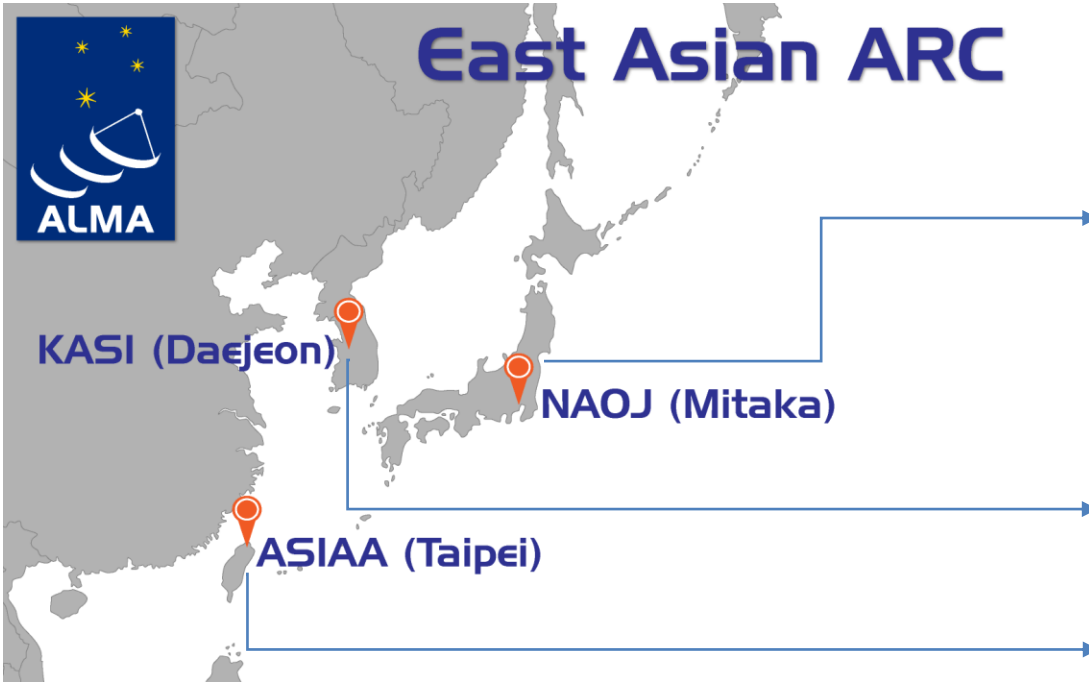 East Asian ARC
ALMA
KASI (Daejeon)
NAOJ (Mitaka)
ASIAA (Taipei)